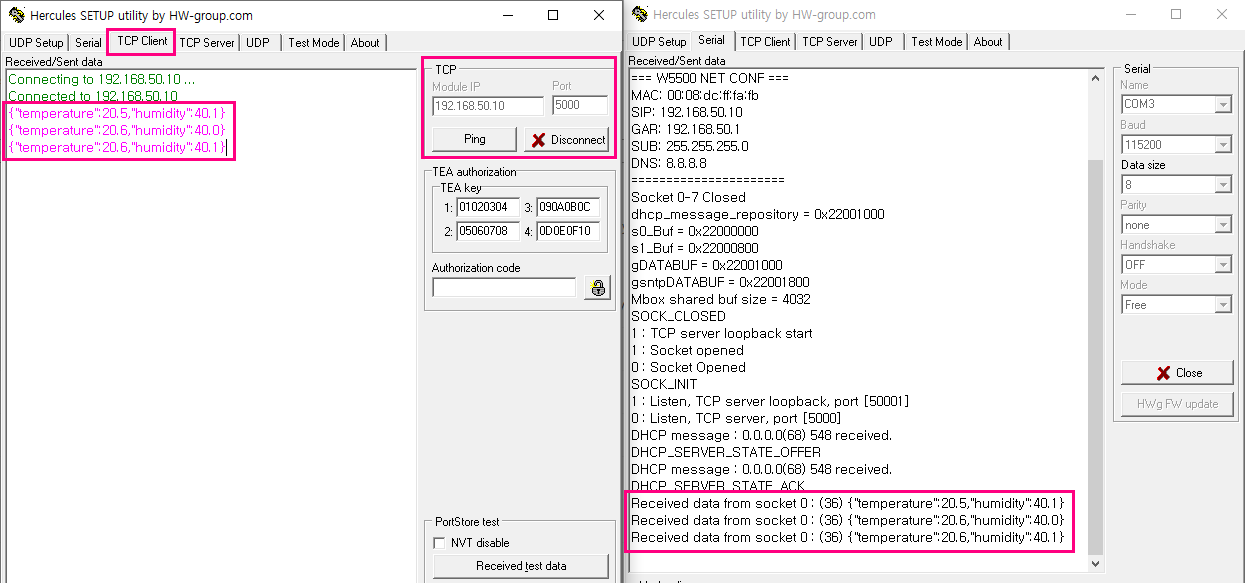 Hercules SETUP utility by HW-group.com
UDP Setup Serial TCP Client TCP Server UDP Test Mode About
Received/Sent data
Connecting to 192.168.50.10 ...
Connected to 192.168.50.10
{"temperature":20.5,"humidity":40.1}
{"temperature":20.6,"humidity":40.0}
{"temperature":20.6,"humidity":40.1}
TCP
Module IP Port
192.168.50.10 5000
Ping Disconnect
TEA authorization
TEA key
1: 01020304 3: 090A0B0C
2: 05060708 4: 0D0E0F10
Authorization code
PortStore test
NVT disable
Received test data
Hercules SETUP utility by HW-group.com
UDP Setup Serial TCP Client TCP Server UDP Test Mode About
Received/Sent data
=== W5500 NET CONF ===
MAC: 00:08:dc:ff:fa:fb
SIP: 192.168.50.10
GAR: 192.168.50.1
SUB: 255.255.255.0
DNS: 8.8.8.8
======================
Socket 0-7 Closed
dhcp_message_repository = 0x22001000
s0_Buf = 0x22000000
s1_Buf = 0x22000800
gDATABUF = 0x22001000
gsntpDATABUF = 0x22001800
Mbox shared buf size = 4032
SOCK_CLOSED
1 : TCP server loopback start
1 : Socket opened
0 : Socket Opened
SOCK_INIT
1 : Listen, TCP server loopback, port [50001]
0 : Listen, TCP server, port [5000]
DHCP message : 0.0.0.0(68) 548 received.
DHCP_SERVER_STATE_OFFER
DHCP message : 0.0.0.0(68) 548 received.
DHCP_SERVER_STATE_ACK
Received data from socket 0 : (36) {"temperature":20.5,"humidity":40.1}
Received data from socket 0 : (36) {"temperature":20.6,"humidity":40.0}
Received data from socket 0 : (36) {"temperature":20.6,"humidity":40.1}
Serial
Name
COM3
Baud
115200
Data size
8
Parity
none
Handshake
OFF
Mode
Free
Close
HWg FW update